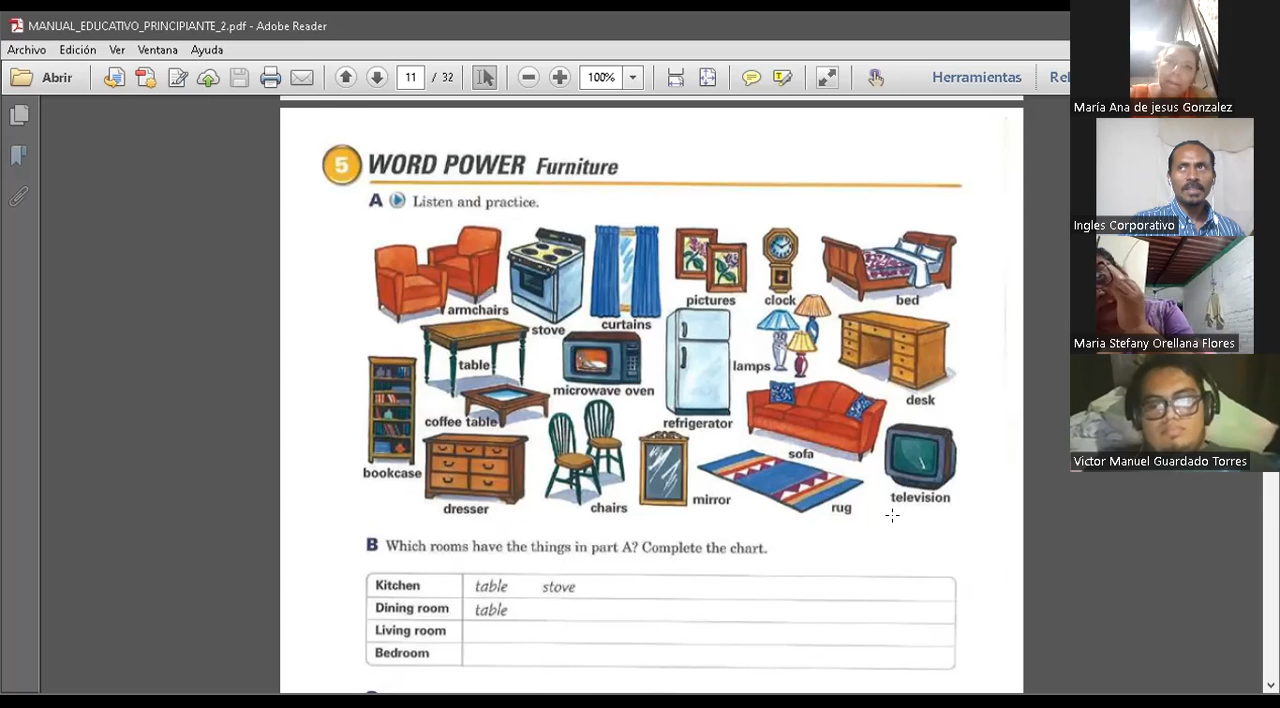 MANUAL_EDUCATIVO_PRINCIPIANTE_2.pdf - Adobe Reader
Archivo Edición Ver Ventana Ayuda
Abrir 11 / 32 100% Herramientas Rel
5 WORD POWER Furniture
A Listen and practice.
armchairs
stove
curtains
pictures
clock
bed
table
microwave oven
lamps
desk
coffee table
refrigerator
sofa
bookcase
dresser
chairs
mirror
rug
television
B Which rooms have the things in part A? Complete the chart.
Kitchen table stove
Dining room table
Living room
Bedroom
María Ana de jesus Gonzalez
Ingles Corporativo
Maria Stefany Orellana Flores
Victor Manuel Guardado Torres